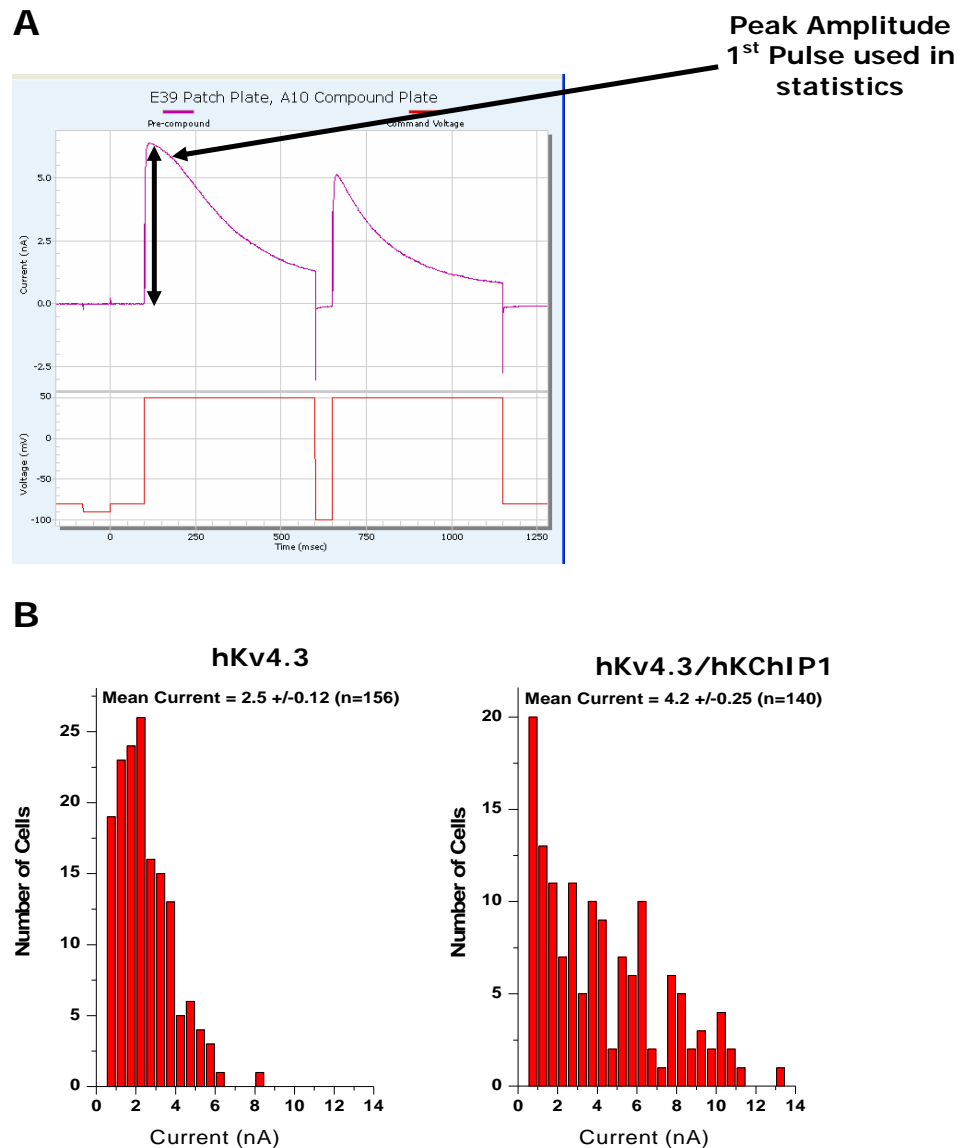 A
Peak Amplitude
1st Pulse used in
statistics
E39 Patch Plate, A10 Compound Plate
Pre-compound
Command Voltage
Current (nA)
5.0
2.5
0.0
-2.5
Voltage (mV)
50
0
-50
-100
0
250
500
750
1000
1250
Time (msec)
B
hKv4.3
Mean Current = 2.5 +/-0.12 (n=156)
Number of Cells
25
20
15
10
5
0
0 2 4 6 8 10 12 14
Current (nA)
hKv4.3/hKChIP1
Mean Current = 4.2 +/-0.25 (n=140)
Number of Cells
20
15
10
5
0
0 2 4 6 8 10 12 14
Current (nA)